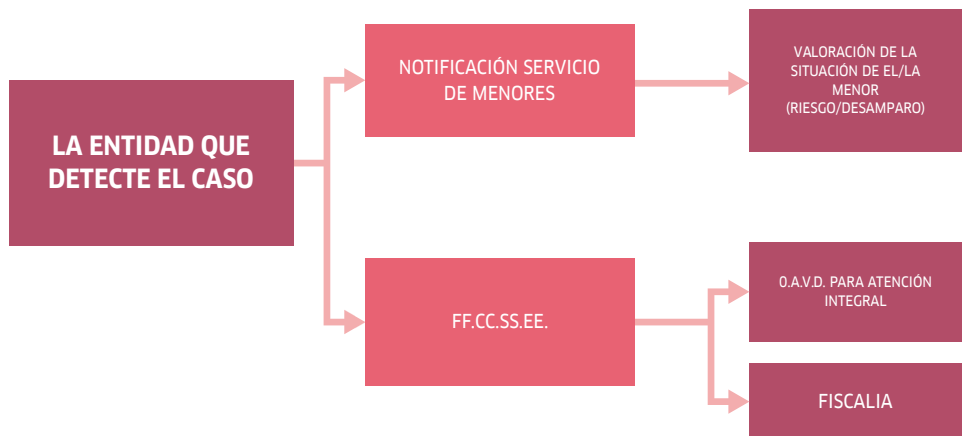 LA ENTIDAD QUE
DETECTE EL CASO
NOTIFICACIÓN SERVICIO
DE MENORES
VALORACIÓN DE LA
SITUACIÓN DE EL/LA
MENOR
(RIESGO/DESAMPARO)
FF.CC.SS.EE.
O.A.V.D. PARA ATENCIÓN
INTEGRAL
FISCALIA